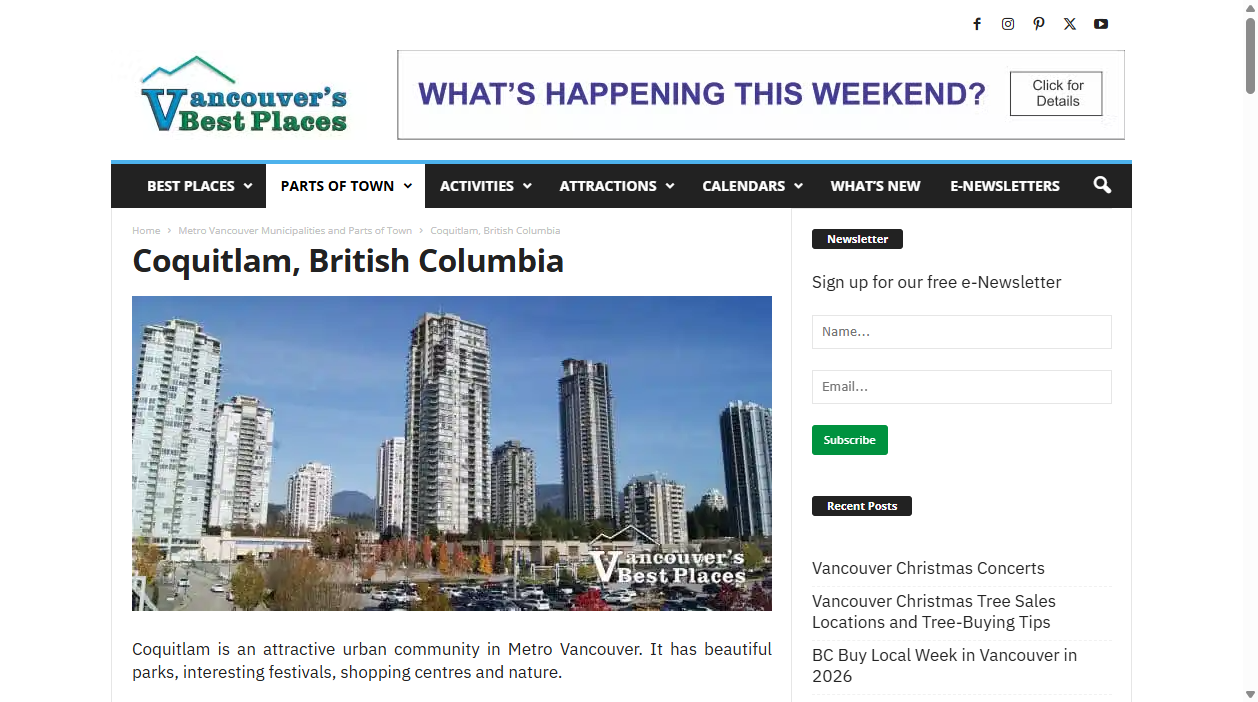 Vancouver's
Best Places
WHAT'S HAPPENING THIS WEEKEND?
Click for
Details
BEST PLACES
PARTS OF TOWN
ACTIVITIES
ATTRACTIONS
CALENDARS
WHAT'S NEW
E-NEWSLETTERS
Home › Metro Vancouver Municipalities and Parts of Town › Coquitlam, British Columbia
Coquitlam, British Columbia
Vancouver's
Best Places
Coquitlam is an attractive urban community in Metro Vancouver. It has beautiful
parks, interesting festivals, shopping centres and nature.
Newsletter
Sign up for our free e-Newsletter
Name...
Email...
Subscribe
Recent Posts
Vancouver Christmas Concerts
Vancouver Christmas Tree Sales
Locations and Tree-Buying Tips
BC Buy Local Week in Vancouver in
2026